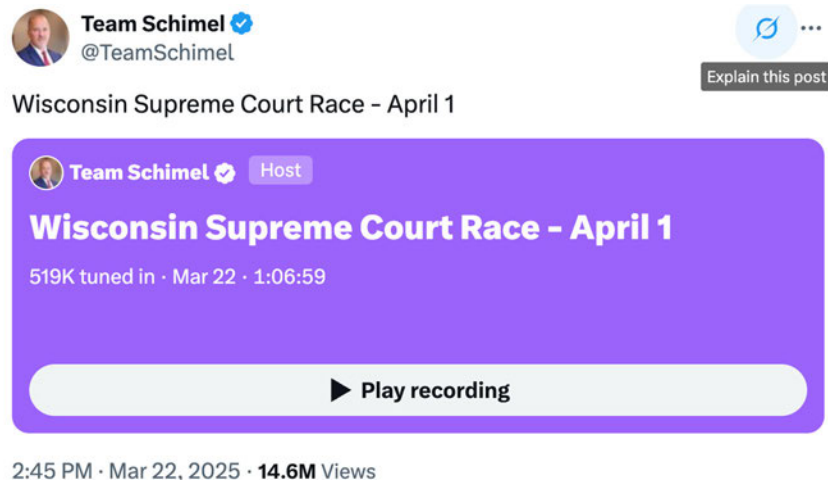 Team Schimel
@TeamSchimel
Explain this post
Wisconsin Supreme Court Race - April 1
Team Schimel Host
Wisconsin Supreme Court Race - April 1
519K tuned in · Mar 22 · 1:06:59
Play recording
2:45 PM · Mar 22, 2025 · 14.6M Views